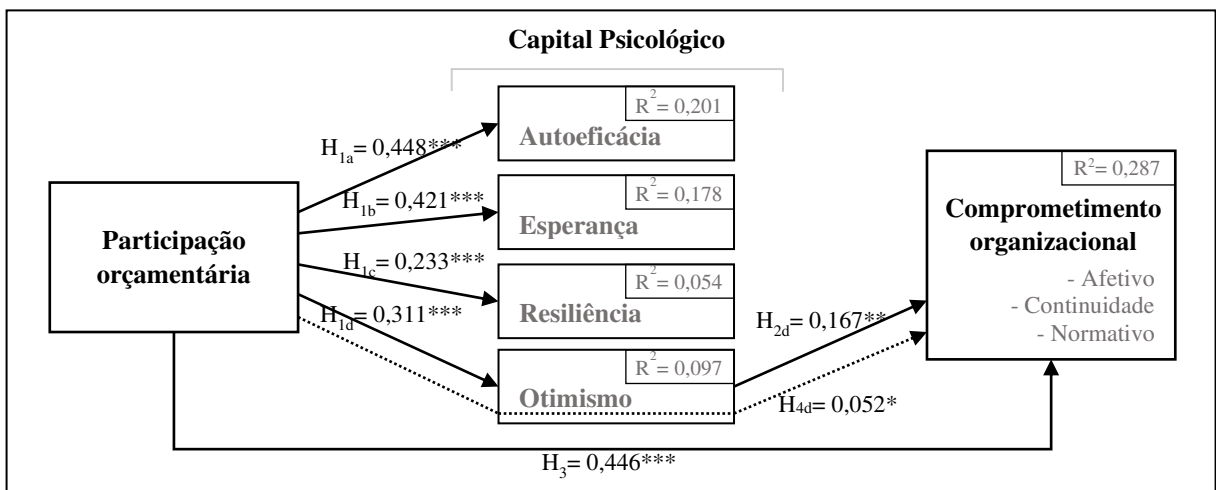 Capital Psicológico
R²= 0,201
Autoeficácia
H1a= 0,448***
R²= 0,178
Esperança
H1b= 0,421***
Participação
orçamentária
R²= 0,054
Resiliência
H1c= 0,233***
H1d= 0,311***
R²= 0,097
Otimismo
H2d= 0,167**
H4d= 0,052*
R²= 0,287
Comprometimento
organizacional
- Afetivo
- Continuidade
- Normativo
H3= 0,446***